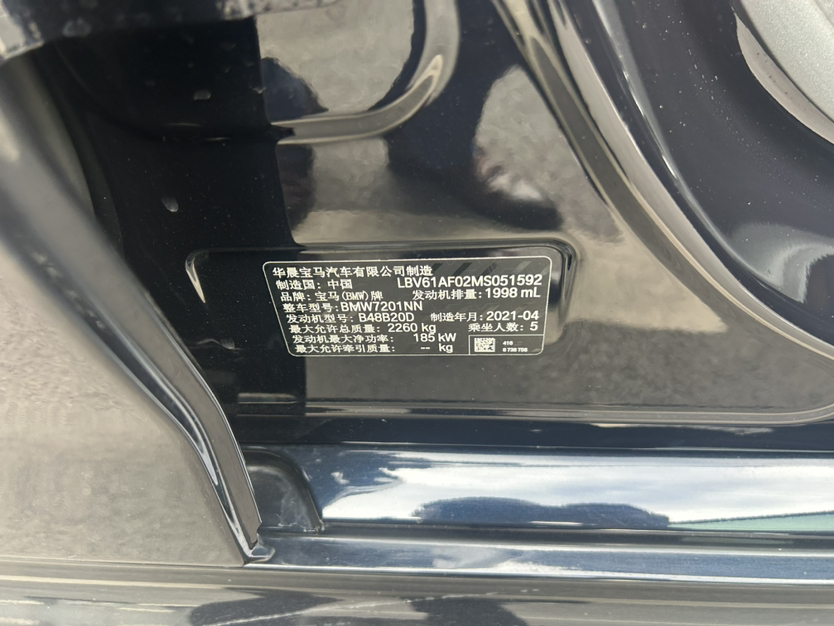 华晨宝马汽车有限公司制造
制造国：中国 LBV61AF02MS051592
品牌：宝马(BMW)牌 发动机排量：1998 mL
整车型号：BMW7201NN
发动机型号：B48B20D 制造年月：2021-04
最大允许总质量：2260 kg 乘坐人数：5
发动机最大净功率：185 kW
最大允许牵引质量：-- kg